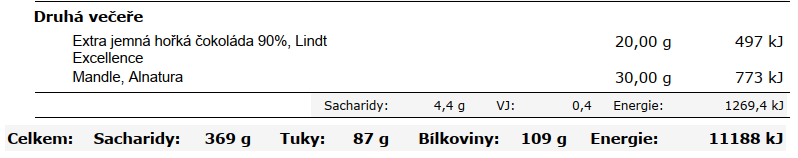 Druhá večeře
Extra jemná hořká čokoláda 90%, Lindt 20,00 g 497 kJ
Excellence
Mandle, Alnatura 30,00 g 773 kJ
Sacharidy: 4,4 g VJ: 0,4 Energie: 1269,4 kJ
Celkem: Sacharidy: 369 g Tuky: 87 g Bílkoviny: 109 g Energie: 11188 kJ